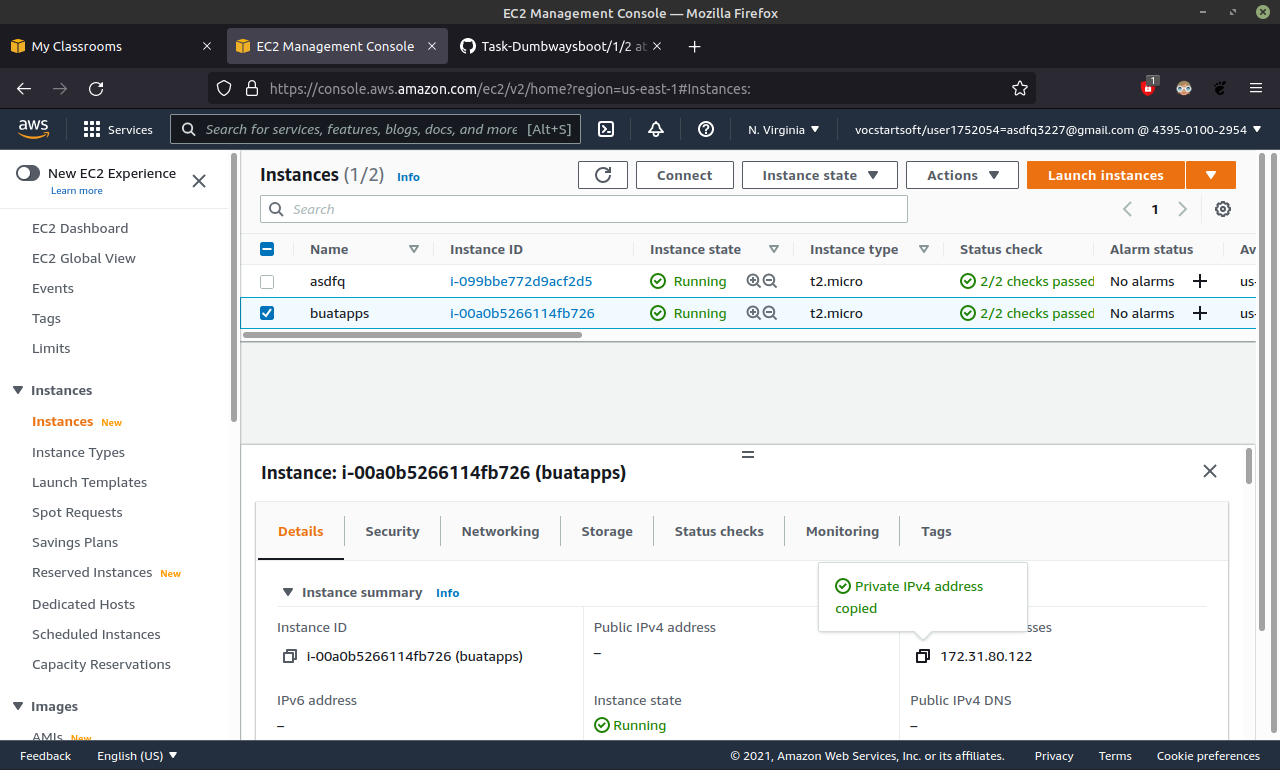 EC2 Management Console — Mozilla Firefox
My Classrooms
EC2 Management Console
Task-Dumbwaysboot/1/2 at
https://console.aws.amazon.com/ec2/v2/home?region=us-east-1#Instances:
1
aws
Services
Search for services, features, blogs, docs, and more [Alt+S]
N. Virginia
vocstartsoft/user1752054=asdfq3227@gmail.com @ 4395-0100-2954
New EC2 Experience
Learn more
EC2 Dashboard
EC2 Global View
Events
Tags
Limits
Instances
Instances New
Instance Types
Launch Templates
Spot Requests
Savings Plans
Reserved Instances New
Dedicated Hosts
Scheduled Instances
Capacity Reservations
Images
AMIs New
Instances (1/2) Info
Connect
Instance state
Actions
Launch instances
Search
1
Name Instance ID Instance state Instance type Status check Alarm status Av
asdfq i-099bbe772d9acf2d5 Running t2.micro 2/2 checks passed No alarms us-
buatapps i-00a0b5266114fb726 Running t2.micro 2/2 checks passed No alarms us-
Instance: i-00a0b5266114fb726 (buatapps)
Details Security Networking Storage Status checks Monitoring Tags
Instance summary Info
Private IPv4 address
copied
Instance ID
i-00a0b5266114fb726 (buatapps)
Public IPv4 address
–
172.31.80.122
IPv6 address
–
Instance state
Running
Public IPv4 DNS
–
Feedback English (US) © 2021, Amazon Web Services, Inc. or its affiliates. Privacy Terms Cookie preferences